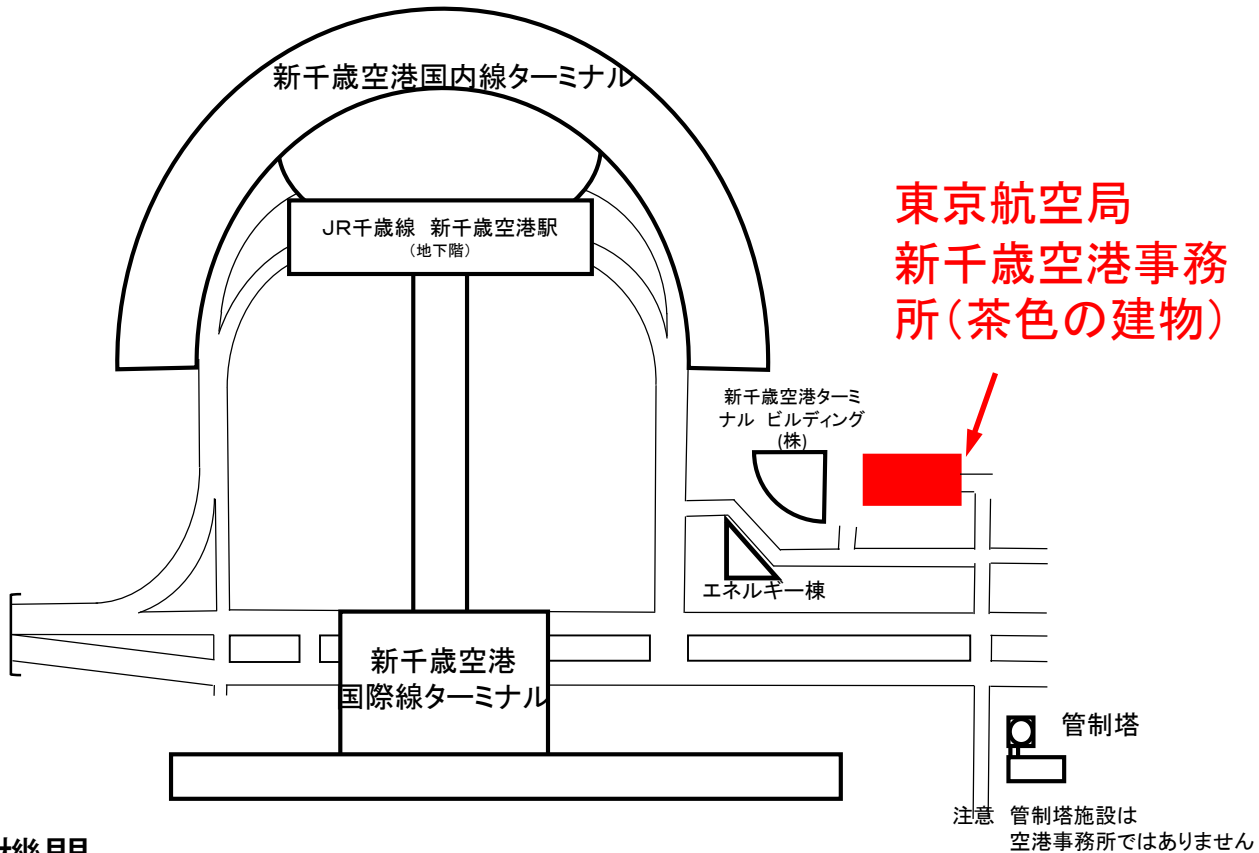 新千歳空港国内線ターミナル
JR千歳線　新千歳空港駅
（地下階）
東京航空局
新千歳空港事務
所（茶色の建物）
新千歳空港ターミ
ナル　ビルディング
(株)
エネルギー棟
新千歳空港
国際線ターミナル
管制塔
注意　管制塔施設は
空港事務所ではありません
機関